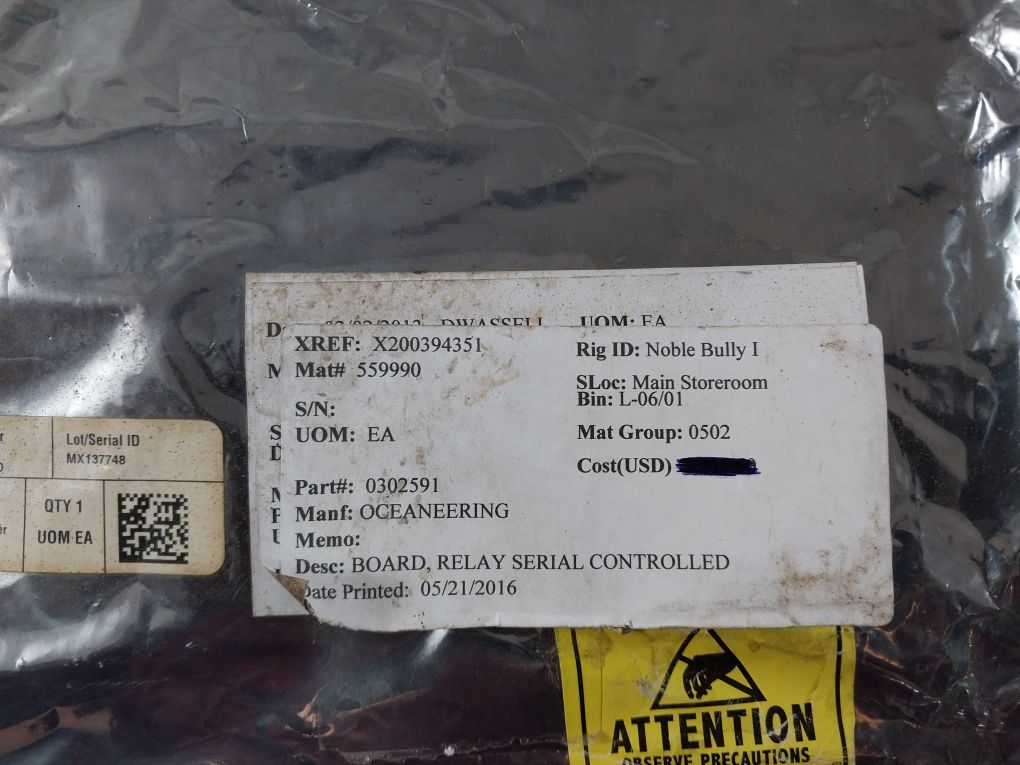 UOM: EA
XREF: X200394351
Mat# 559990
S/N:
UOM: EA
Part#: 0302591
Manf: OCEANEERING
Memo:
Desc: BOARD, RELAY SERIAL CONTROLLED
Date Printed: 05/21/2016
Rig ID: Noble Bully I
SLoc: Main Storeroom
Bin: L-06/01
Mat Group: 0502
Cost(USD)
Lot/Serial ID
MX137748
QTY 1
UOM EA
ATTENTION
OBSERVE PRECAUTIONS